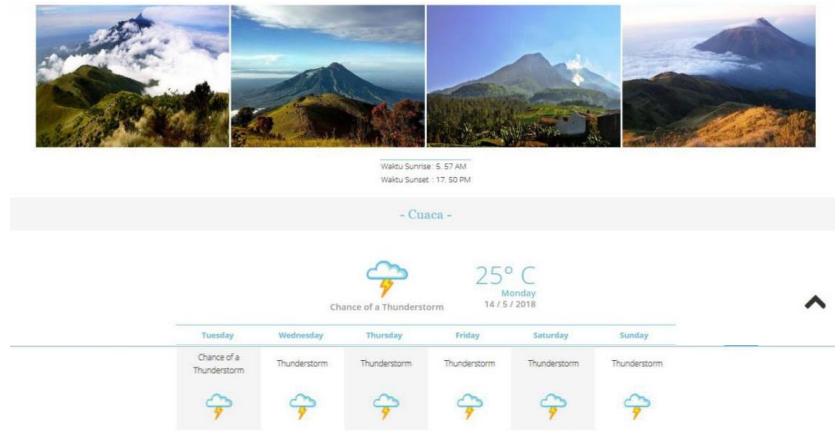 Waktu Sunrise : 5. 57 AM
Waktu Sunset : 17. 50 PM
- Cuaca -
Chance of a Thunderstorm
25° C
Monday
14 / 5 / 2018
Tuesday Wednesday Thursday Friday Saturday Sunday
Chance of a
Thunderstorm Thunderstorm Thunderstorm Thunderstorm Thunderstorm Thunderstorm